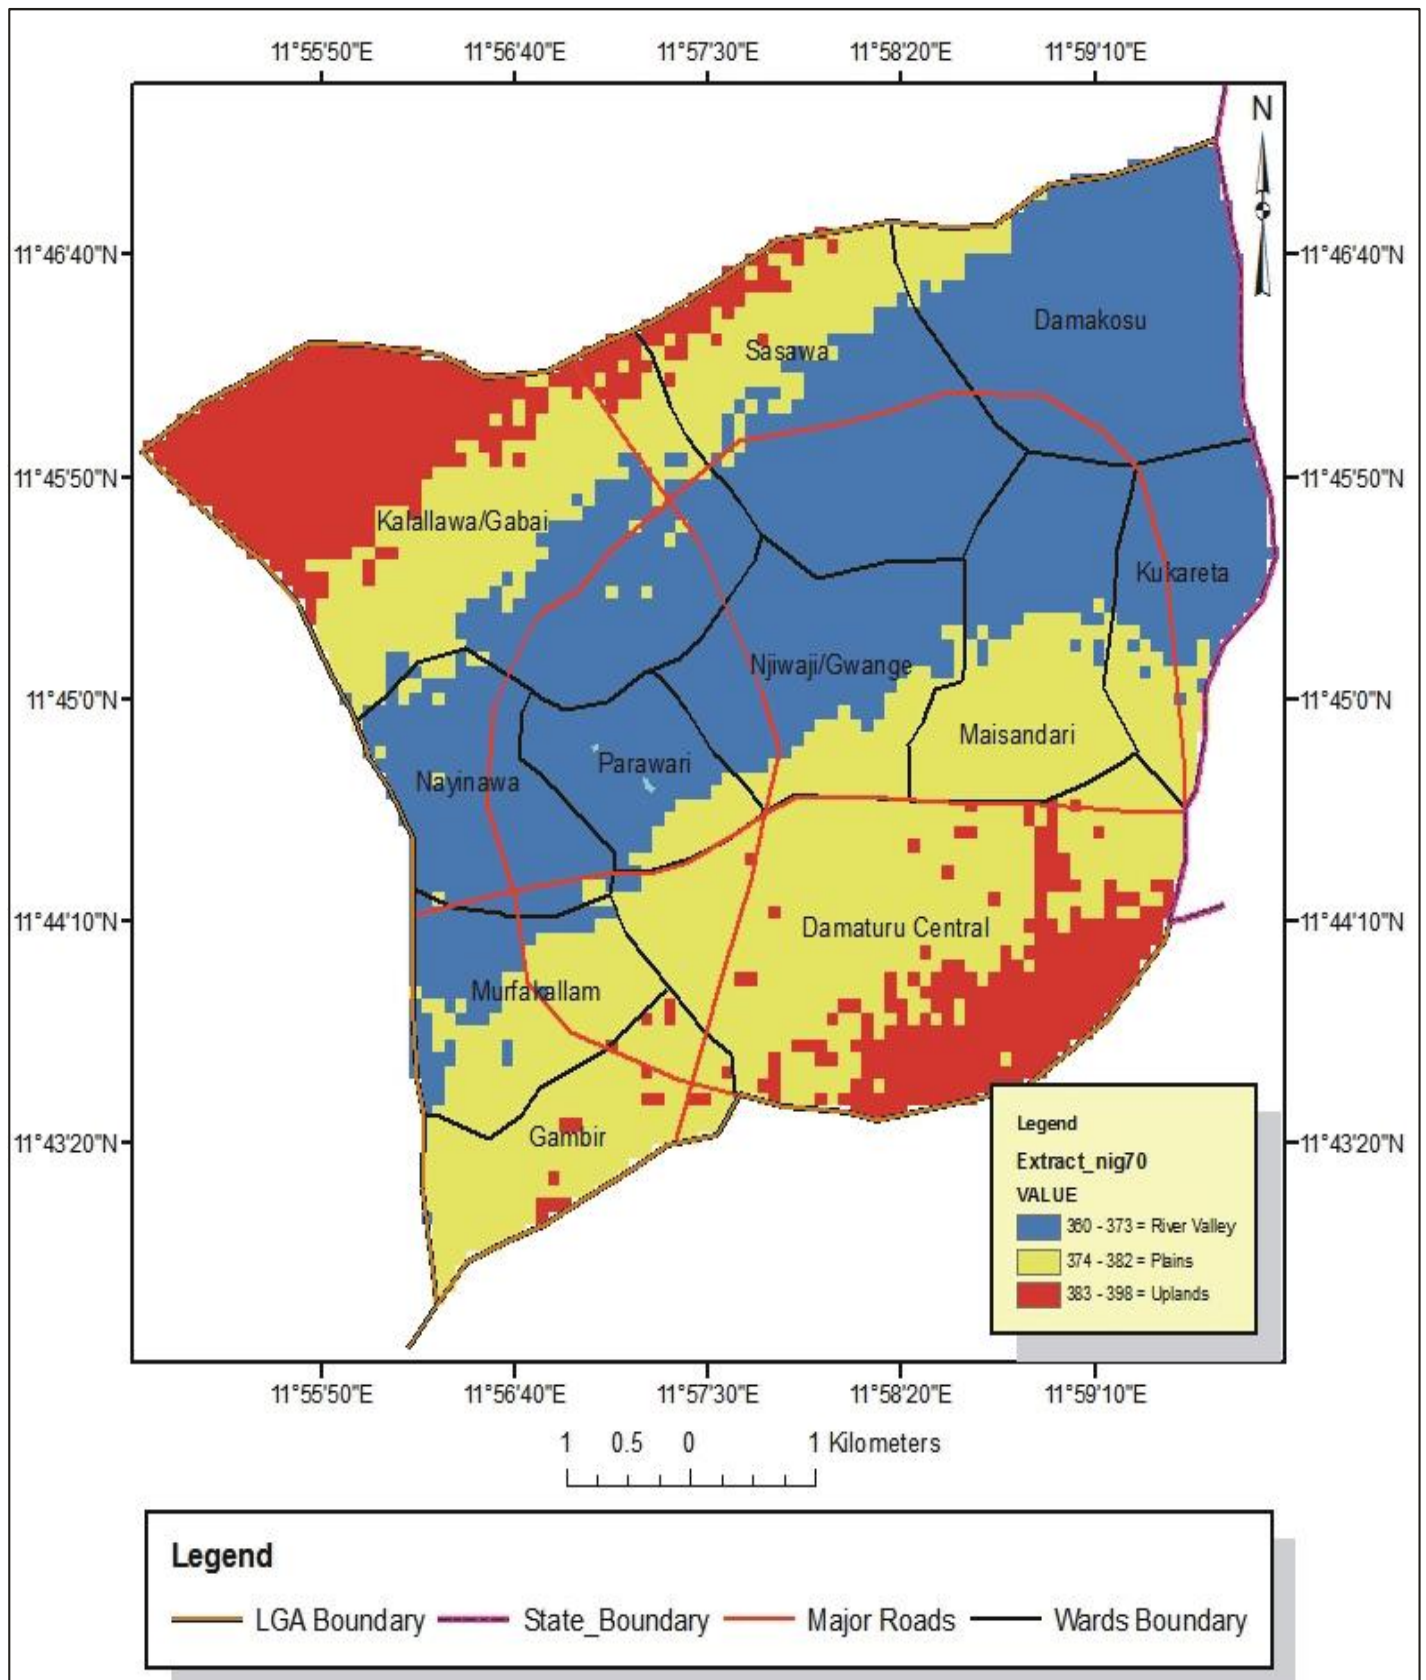 11°55'50"E 11°56'40"E 11°57'30"E 11°58'20"E 11°59'10"E
N
11°46'40"N 11°46'40"N
Damakosu
Sasawa
11°45'50"N 11°45'50"N
Kalallawa/Gabai
Kukareta
Njiwaji/Gwange
11°45'0"N 11°45'0"N
Maisandari
Parawari
Nayinawa
11°44'10"N 11°44'10"N
Damaturu Central
Murfakallam
Gambir
11°43'20"N 11°43'20"N
Legend
Extract_nig70
VALUE
360 - 373 = River Valley
374 - 382 = Plains
383 - 398 = Uplands
11°55'50"E 11°56'40"E 11°57'30"E 11°58'20"E 11°59'10"E
1 0.5 0 1 Kilometers
Legend
LGA Boundary State_Boundary Major Roads Wards Boundary